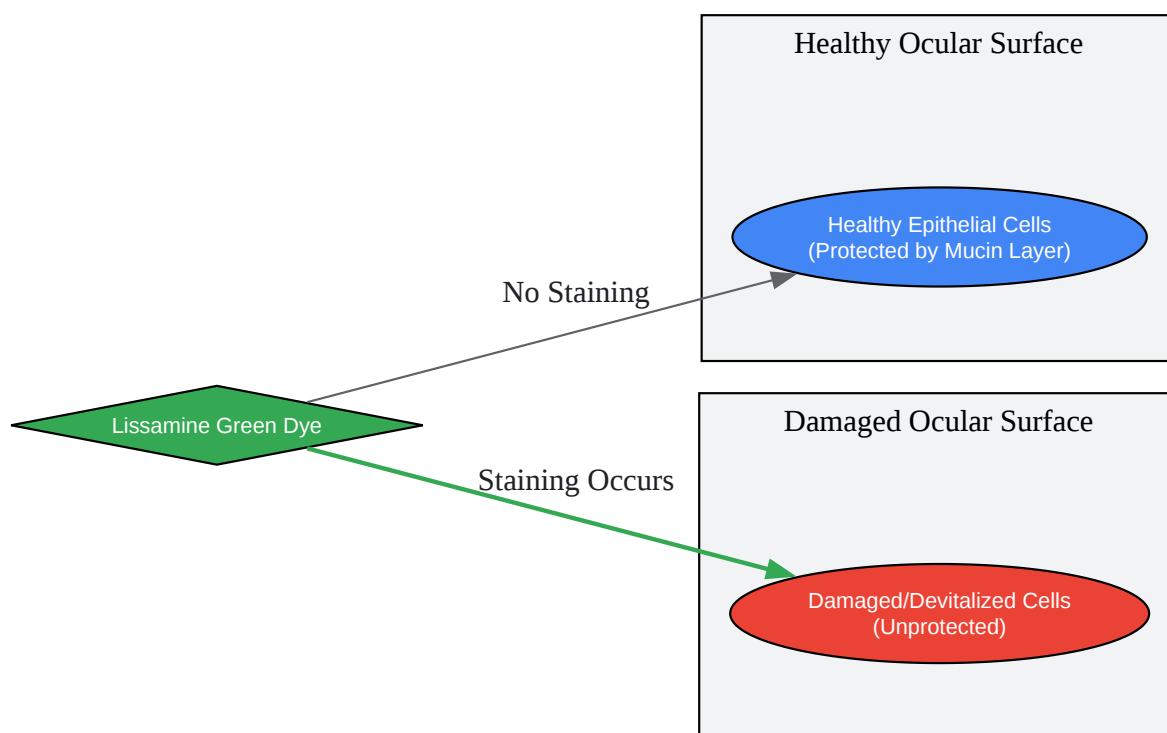 Healthy Ocular Surface
Healthy Epithelial Cells
(Protected by Mucin Layer)
No Staining
Lissamine Green Dye
Damaged Ocular Surface
Staining Occurs
Damaged/Devitalized Cells
(Unprotected)